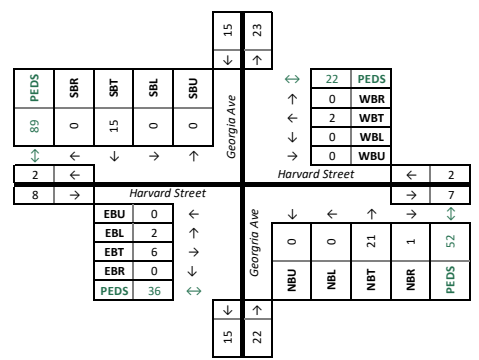 15 23
↓ ↑
PEDS SBR SBT SBL SBU
89 0 15 0 0
↕ ← ↓ → ↑
Georgia Ave
↔ 22 PEDS
↑ 0 WBR
← 2 WBT
↓ 0 WBL
→ 0 WBU
2 ←
8 →
Harvard Street
← 2
→ 7
Harvard Street
EBU 0 ←
EBL 2 ↑
EBT 6 →
EBR 0 ↓
PEDS 36 ↔
Georgria Ave
↓ ← ↑ → ↕
0 0 21 1 52
NBU NBL NBT NBR PEDS
↓ ↑
15 22